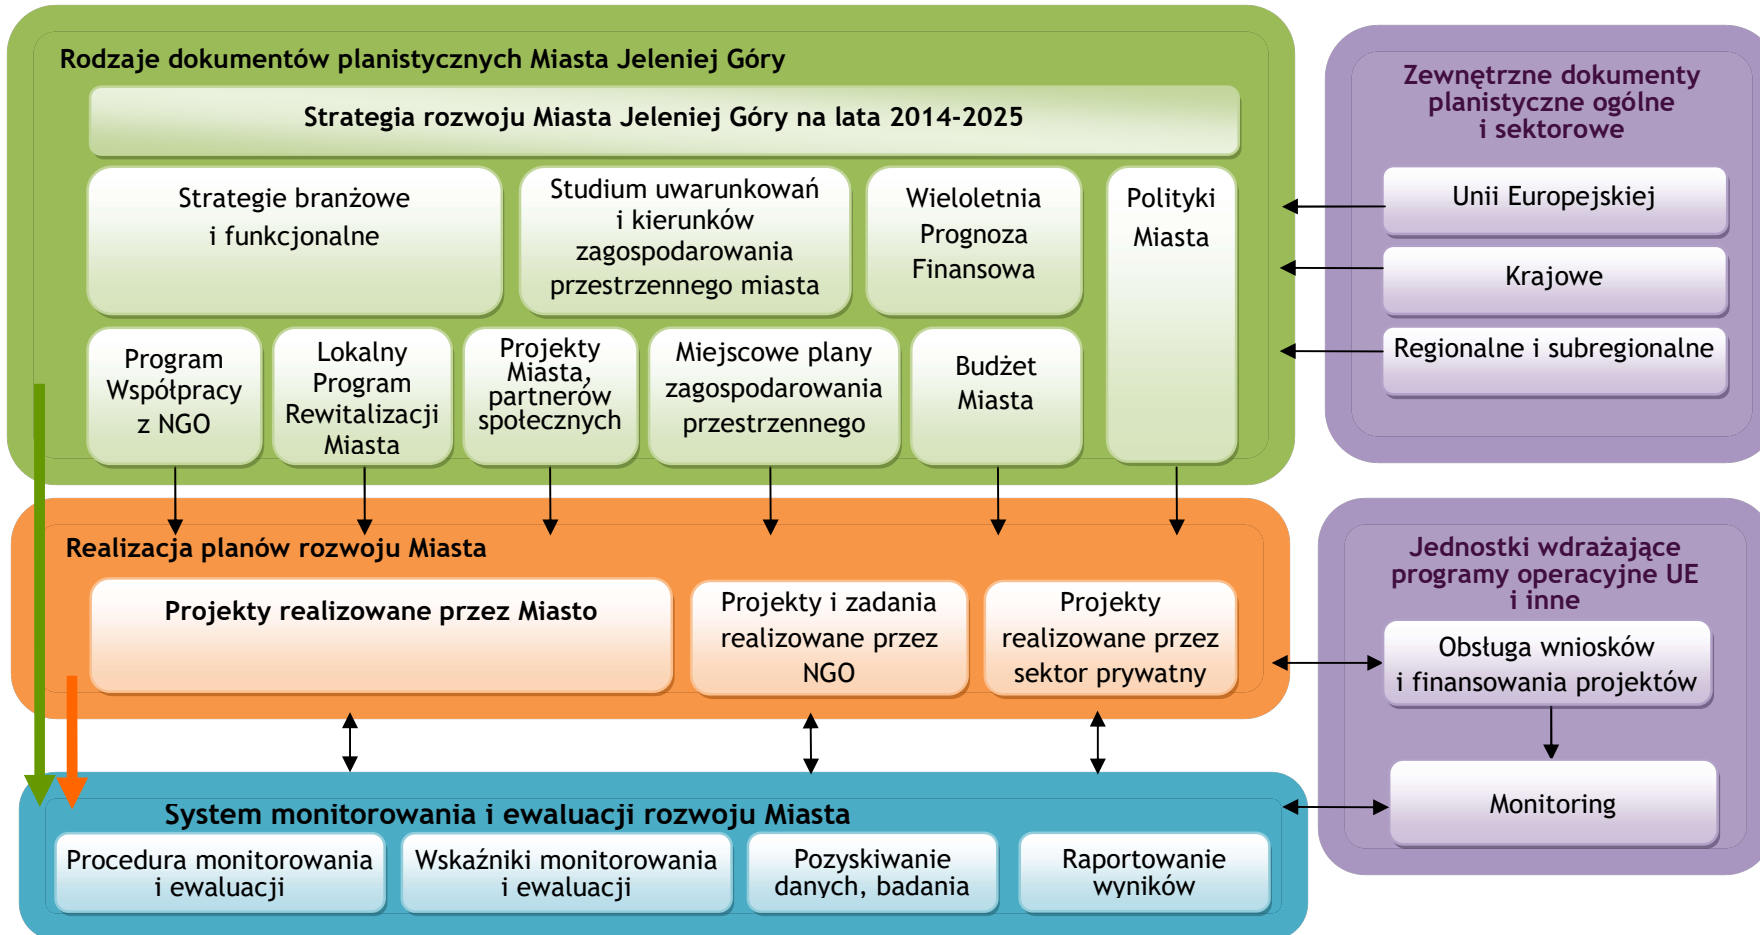 Rodzaje dokumentów planistycznych Miasta Jeleniej Góry
Strategia rozwoju Miasta Jeleniej Góry na lata 2014-2025
Strategie branżowe
i funkcjonalne
Studium uwarunkowań
i kierunków
zagospodarowania
przestrzennego miasta
Wieloletnia
Prognoza
Finansowa
Polityki
Miasta
Program
Współpracy
z NGO
Lokalny
Program
Rewitalizacji
Miasta
Projekty
Miasta,
partnerów
społecznych
Miejscowe plany
zagospodarowania
przestrzennego
Budżet
Miasta
Zewnętrzne dokumenty
planistyczne ogólne
i sektorowe
Unii Europejskiej
Krajowe
Regionalne i subregionalne
Realizacja planów rozwoju Miasta
Projekty realizowane przez Miasto
Projekty i zadania
realizowane przez
NGO
Projekty
realizowane przez
sektor prywatny
Jednostki wdrażające
programy operacyjne UE
i inne
Obsługa wniosków
i finansowania projektów
Monitoring
System monitorowania i ewaluacji rozwoju Miasta
Procedura monitorowania
i ewaluacji
Wskaźniki monitorowania
i ewaluacji
Pozyskiwanie
danych, badania
Raportowanie
wyników